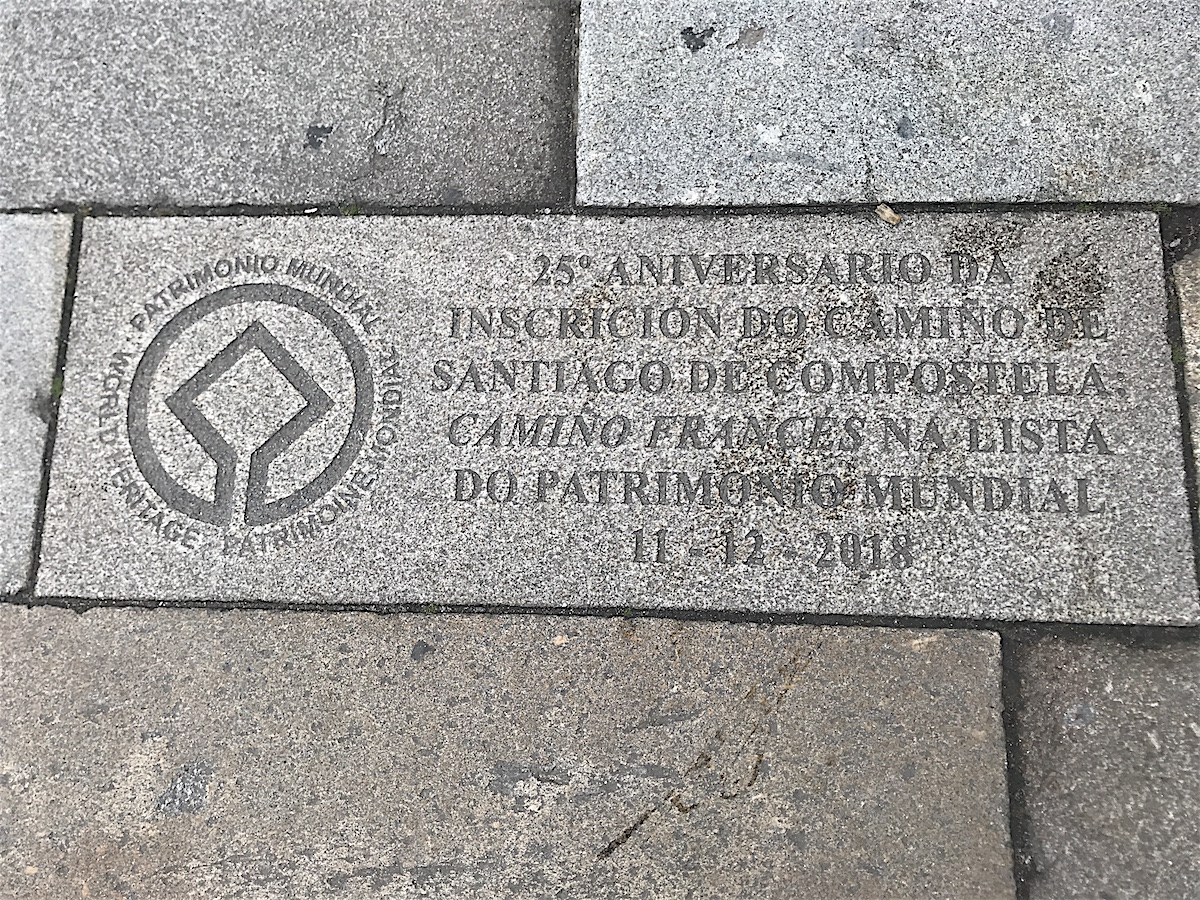 PATRIMONIO MUNDIAL
WORLD HERITAGE
PATRIMOINE MONDIAL
25º ANIVERSARIO DA
INSCRICIÓN DO CAMIÑO DE
SANTIAGO DE COMPOSTELA
CAMIÑO FRANCÉS NA LISTA
DO PATRIMONIO MUNDIAL
11 - 12 - 2018